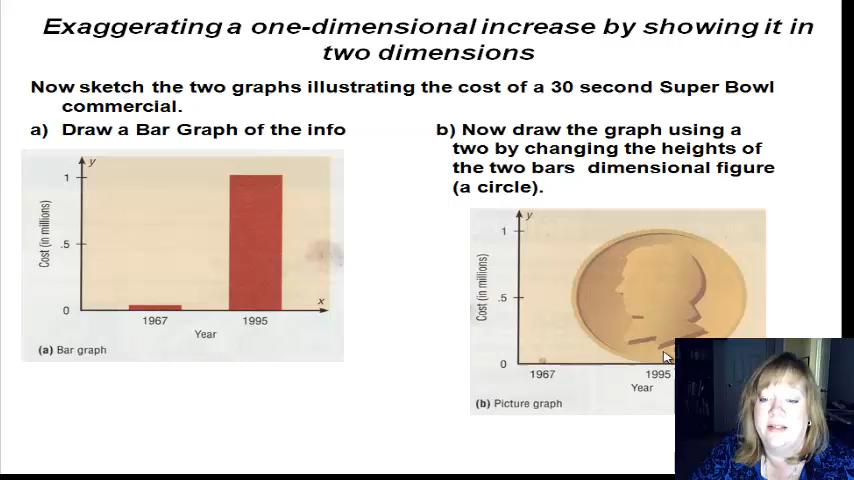 Exaggerating a one-dimensional increase by showing it in
two dimensions
Now sketch the two graphs illustrating the cost of a 30 second Super Bowl
commercial.
a) Draw a Bar Graph of the info
y
1
.5
0
Cost (in millions)
x
1967 1995
Year
(a) Bar graph
b) Now draw the graph using a
two by changing the heights of
the two bars dimensional figure
(a circle).
y
1
.5
0
Cost (in millions)
1967 1995
Year
(b) Picture graph